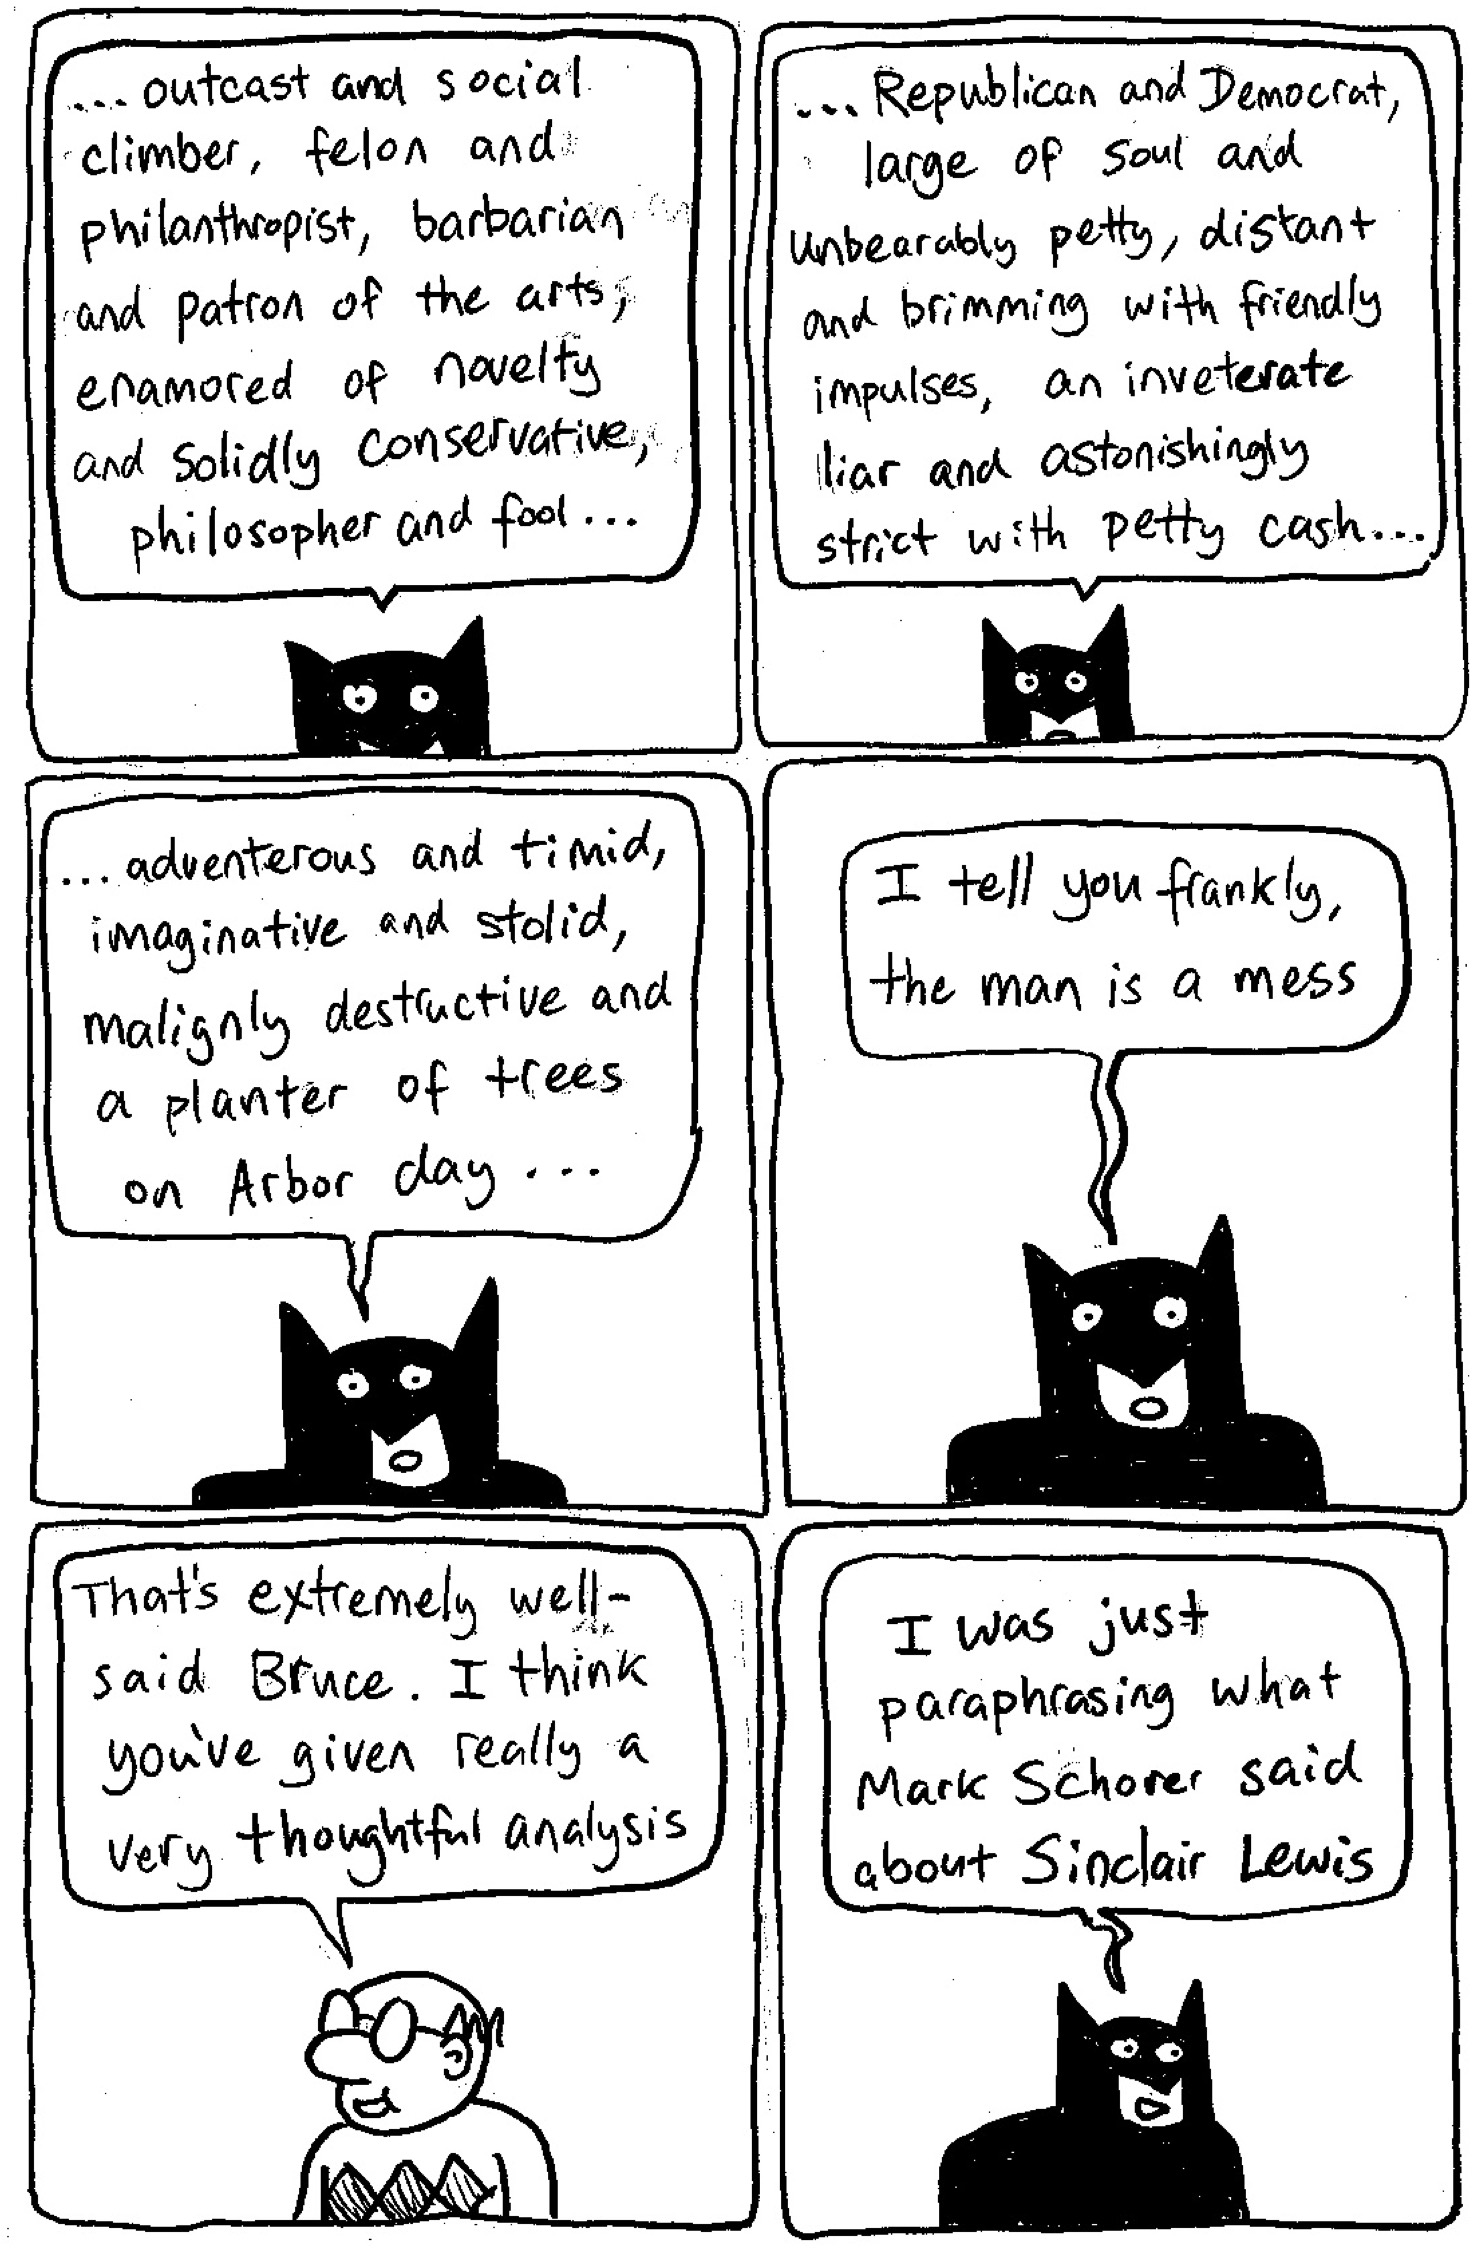 ... outcast and social
climber, felon and
philanthropist, barbarian
and patron of the arts,
enamored of novelty
and solidly conservative,
philosopher and fool...
... Republican and Democrat,
large of soul and
unbearably petty, distant
and brimming with friendly
impulses, an inveterate
liar and astonishingly
strict with petty cash...
... adventerous and timid,
imaginative and stolid,
malignly destructive and
a planter of trees
on Arbor day...
I tell you frankly,
the man is a mess
That's extremely well-
said Bruce. I think
you've given really a
very thoughtful analysis
I was just
paraphrasing what
Mark Schorer said
about Sinclair Lewis